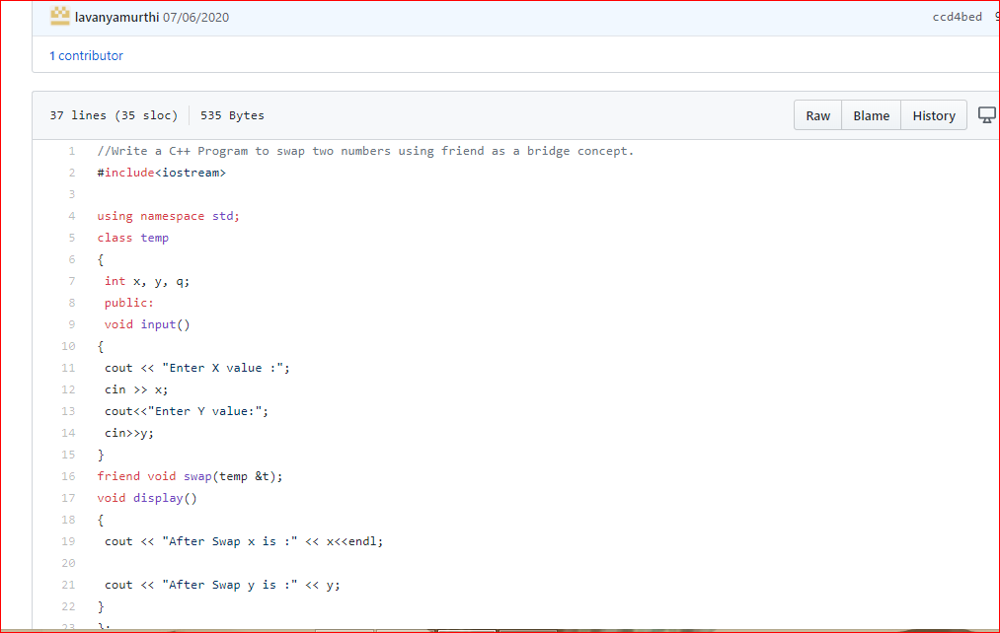 lavanyamurthi 07/06/2020 ccd4bed
1 contributor
37 lines (35 sloc) 535 Bytes Raw Blame History
1 //Write a C++ Program to swap two numbers using friend as a bridge concept.
2 #include<iostream>
3
4 using namespace std;
5 class temp
6 {
7 int x, y, q;
8 public:
9 void input()
10 {
11 cout << "Enter X value :";
12 cin >> x;
13 cout<<"Enter Y value:";
14 cin>>y;
15 }
16 friend void swap(temp &t);
17 void display()
18 {
19 cout << "After Swap x is :" << x<<endl;
20
21 cout << "After Swap y is :" << y;
22 }
23 };